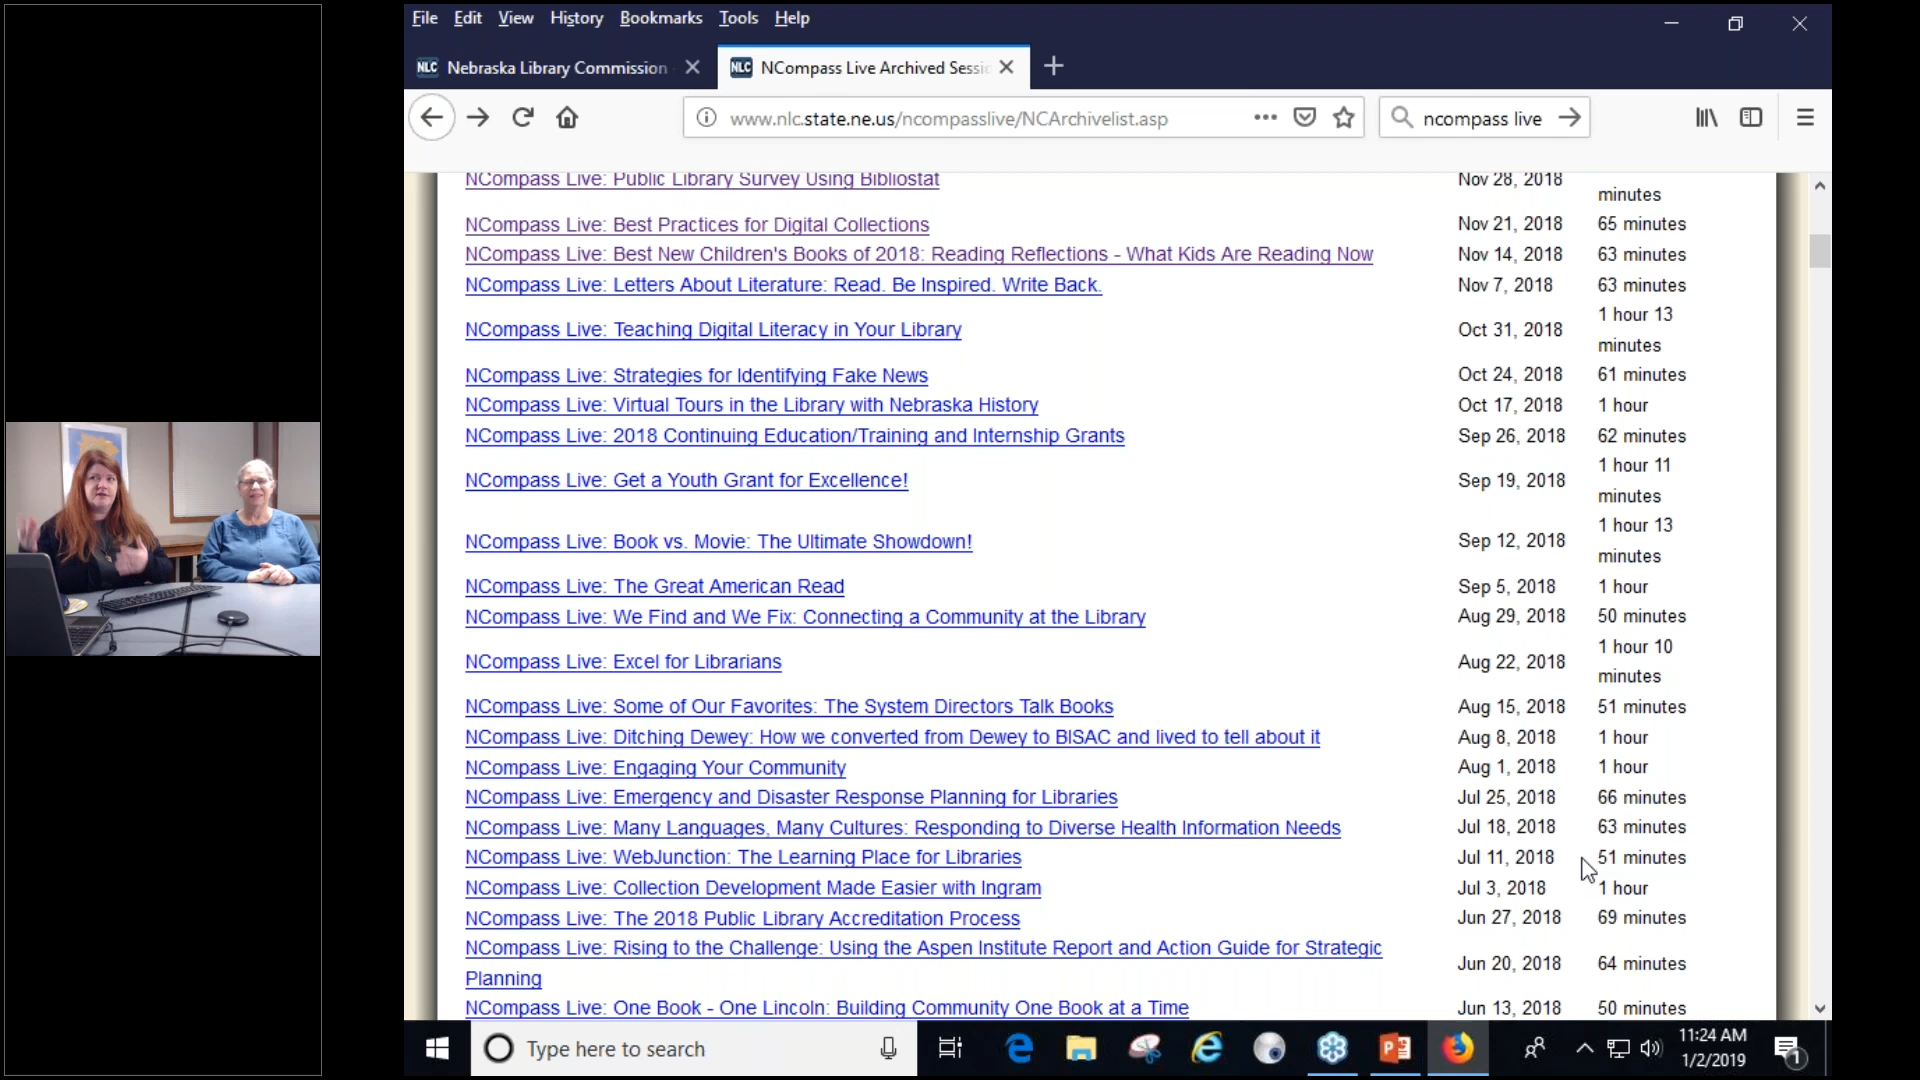 File Edit View History Bookmarks Tools Help
NLC Nebraska Library Commission
NLC NCompass Live Archived Sessi
www.nlc.state.ne.us/ncompasslive/NCArchivelist.asp
ncompass live
NCompass Live: Public Library Survey Using Bibliostat Nov 28, 2018 minutes
NCompass Live: Best Practices for Digital Collections Nov 21, 2018 65 minutes
NCompass Live: Best New Children's Books of 2018: Reading Reflections - What Kids Are Reading Now Nov 14, 2018 63 minutes
NCompass Live: Letters About Literature: Read. Be Inspired. Write Back. Nov 7, 2018 63 minutes
NCompass Live: Teaching Digital Literacy in Your Library Oct 31, 2018 1 hour 13 minutes
NCompass Live: Strategies for Identifying Fake News Oct 24, 2018 61 minutes
NCompass Live: Virtual Tours in the Library with Nebraska History Oct 17, 2018 1 hour
NCompass Live: 2018 Continuing Education/Training and Internship Grants Sep 26, 2018 62 minutes
NCompass Live: Get a Youth Grant for Excellence! Sep 19, 2018 1 hour 11 minutes
NCompass Live: Book vs. Movie: The Ultimate Showdown! Sep 12, 2018 1 hour 13 minutes
NCompass Live: The Great American Read Sep 5, 2018 1 hour
NCompass Live: We Find and We Fix: Connecting a Community at the Library Aug 29, 2018 50 minutes
NCompass Live: Excel for Librarians Aug 22, 2018 1 hour 10 minutes
NCompass Live: Some of Our Favorites: The System Directors Talk Books Aug 15, 2018 51 minutes
NCompass Live: Ditching Dewey: How we converted from Dewey to BISAC and lived to tell about it Aug 8, 2018 1 hour
NCompass Live: Engaging Your Community Aug 1, 2018 1 hour
NCompass Live: Emergency and Disaster Response Planning for Libraries Jul 25, 2018 66 minutes
NCompass Live: Many Languages, Many Cultures: Responding to Diverse Health Information Needs Jul 18, 2018 63 minutes
NCompass Live: WebJunction: The Learning Place for Libraries Jul 11, 2018 51 minutes
NCompass Live: Collection Development Made Easier with Ingram Jul 3, 2018 1 hour
NCompass Live: The 2018 Public Library Accreditation Process Jun 27, 2018 69 minutes
NCompass Live: Rising to the Challenge: Using the Aspen Institute Report and Action Guide for Strategic
Planning Jun 20, 2018 64 minutes
NCompass Live: One Book - One Lincoln: Building Community One Book at a Time Jun 13, 2018 50 minutes
Type here to search
11:24 AM
1/2/2019
1